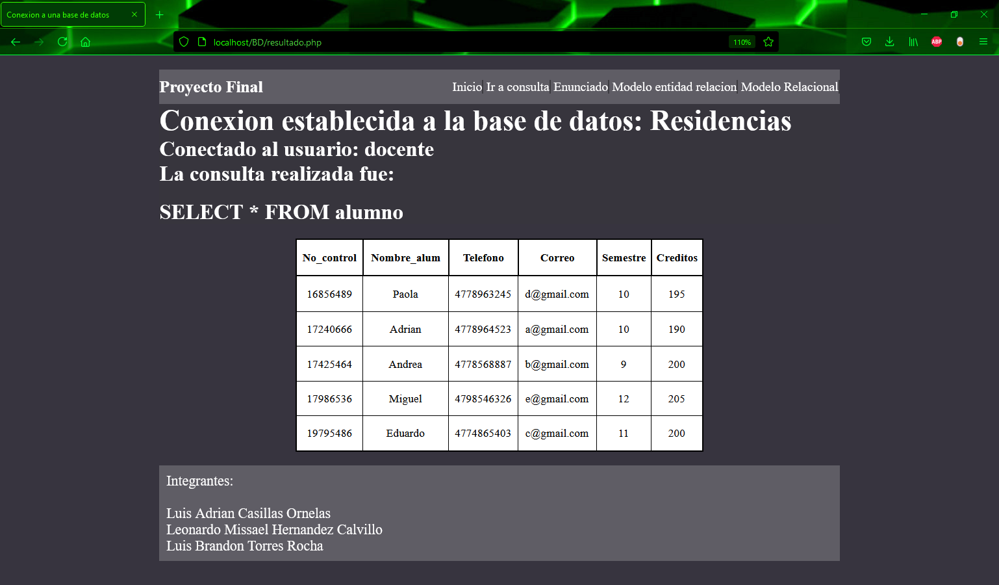 Conexion a una base de datos
localhost/BD/resultado.php 110% ABP
Proyecto Final Inicio| Ir a consulta| Enunciado| Modelo entidad relacion| Modelo Relacional|
Conexion establecida a la base de datos: Residencias
Conectado al usuario: docente
La consulta realizada fue:
SELECT * FROM alumno
No_control Nombre_alum Telefono Correo Semestre Creditos
16856489 Paola 4778963245 d@gmail.com 10 195
17240666 Adrian 4778964523 a@gmail.com 10 190
17425464 Andrea 4778568887 b@gmail.com 9 200
17986536 Miguel 4798546326 e@gmail.com 12 205
19795486 Eduardo 4774865403 c@gmail.com 11 200
Integrantes:
Luis Adrian Casillas Ornelas
Leonardo Missael Hernandez Calvillo
Luis Brandon Torres Rocha